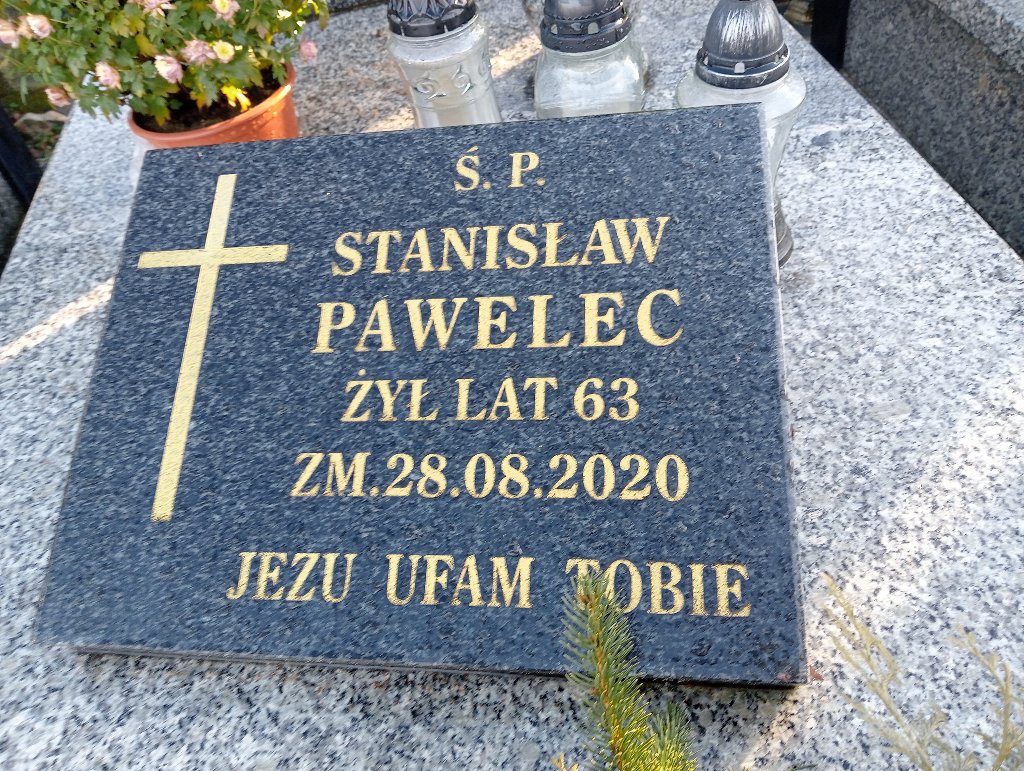 Ś. P.
STANISŁAW
PAWELEC
ŻYŁ LAT 63
ZM.28.08.2020
JEZU UFAM TOBIE